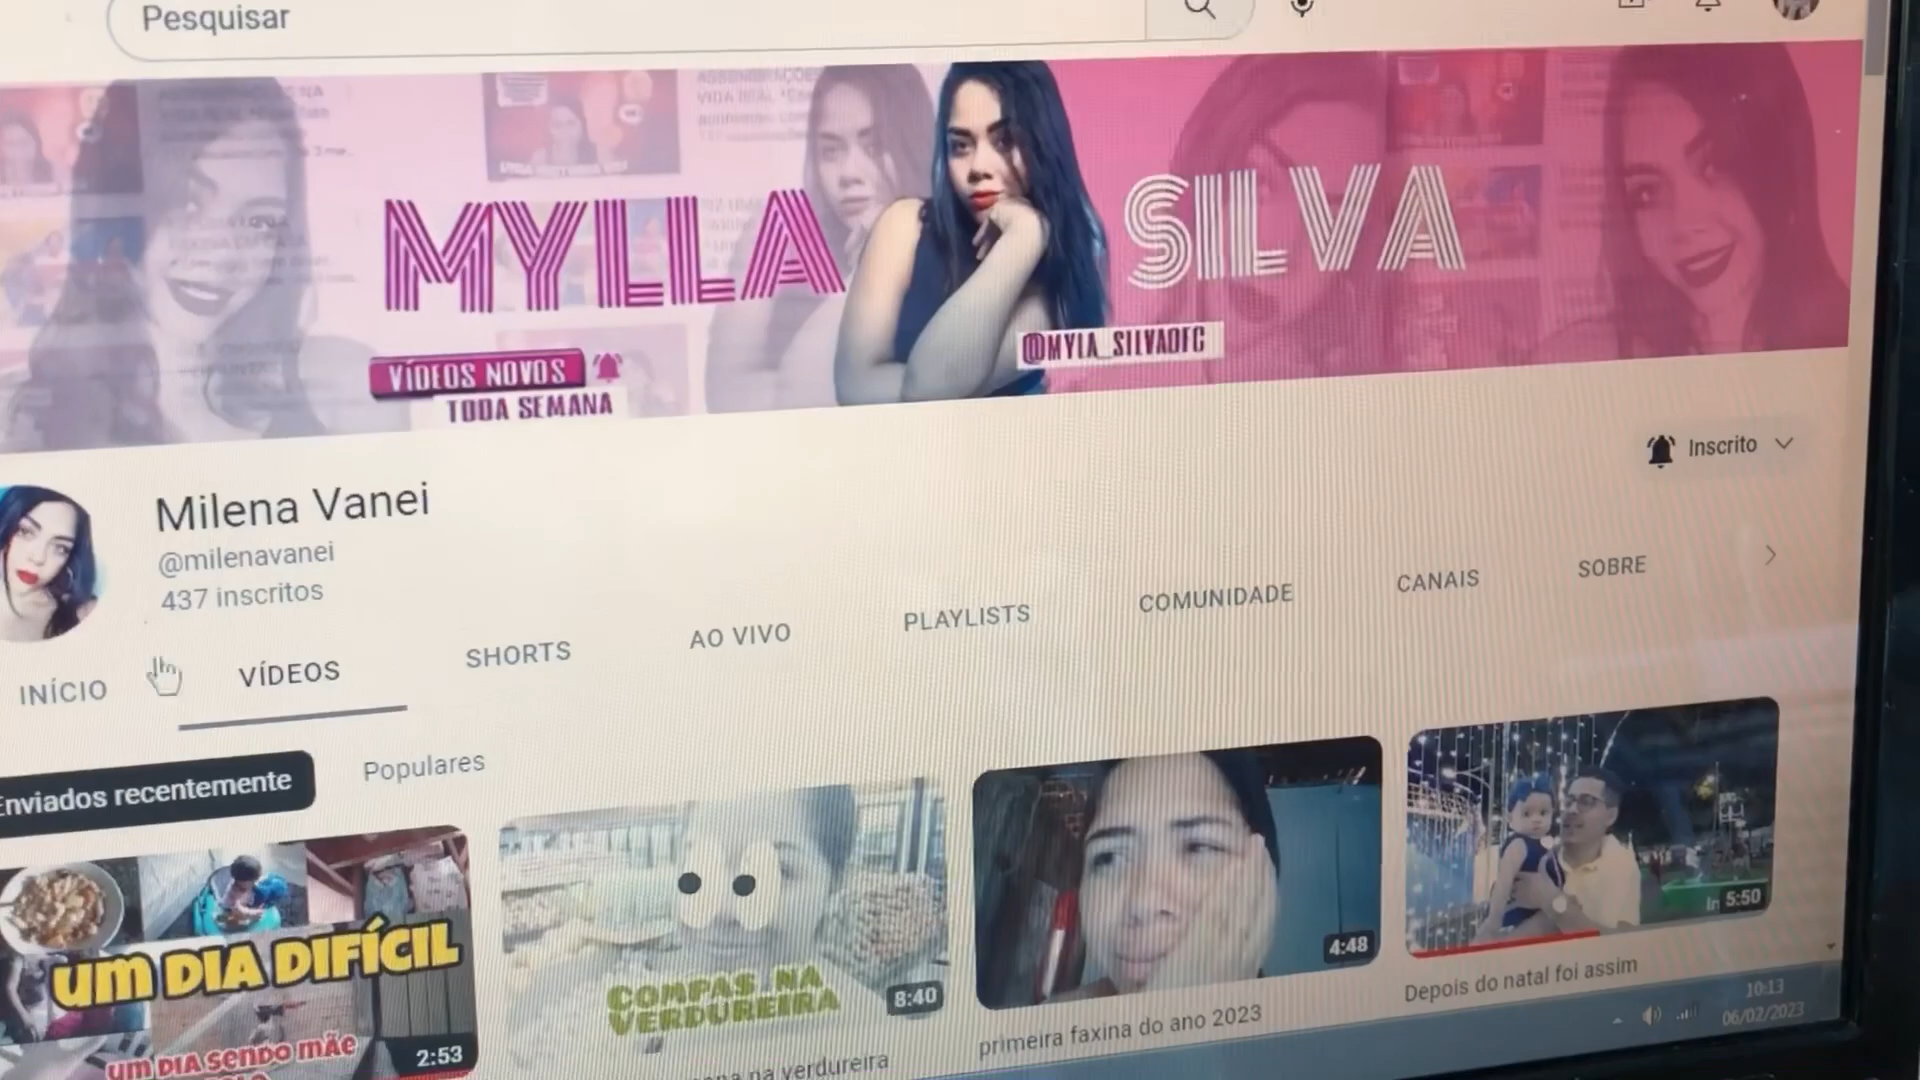 Pesquisar
MYLLA SILVA
@MYLA_SILVAOFC
VÍDEOS NOVOS
TODA SEMANA
Inscrito
Milena Vanei
@milenavanei
437 inscritos
INÍCIO VÍDEOS SHORTS AO VIVO PLAYLISTS COMUNIDADE CANAIS SOBRE
Enviados recentemente Populares
UM DIA DIFÍCIL
UM DIA SENDO MÃE
2:53
COMPAS NA
VERDUREIRA
8:40
4:48
5:50
na verdureira
primeira faxina do ano 2023
Depois do natal foi assim
10:13
06/02/2023